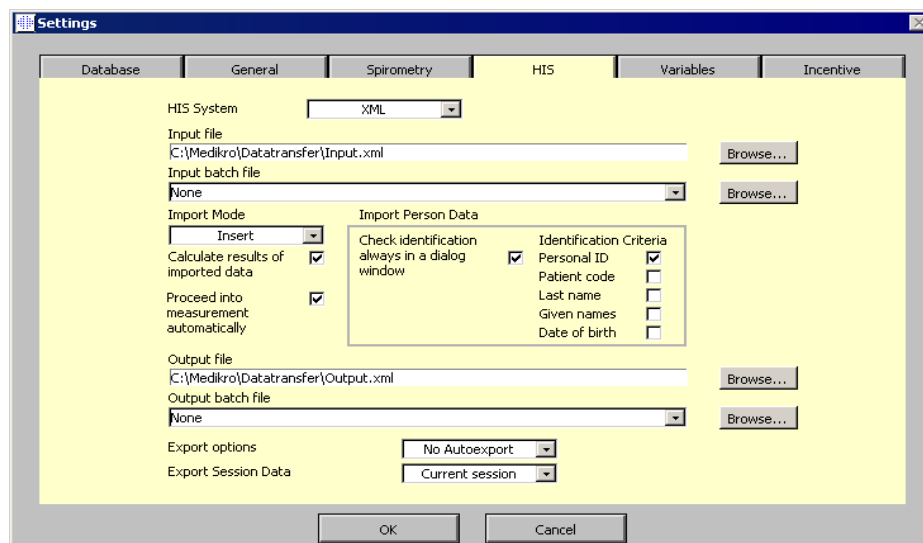 Settings
Database General Spirometry HIS Variables Incentive
HIS System XML
Input file
C:\Medikro\Datatransfer\Input.xml Browse...
Input batch file
None Browse...
Import Mode Import Person Data
Insert
Check identification always in a dialog window
Identification Criteria
Personal ID
Patient code
Last name
Given names
Date of birth
Calculate results of
imported data
Proceed into
measurement
automatically
Output file
C:\Medikro\Datatransfer\Output.xml Browse...
Output batch file
None Browse...
Export options No Autoexport
Export Session Data Current session
OK Cancel